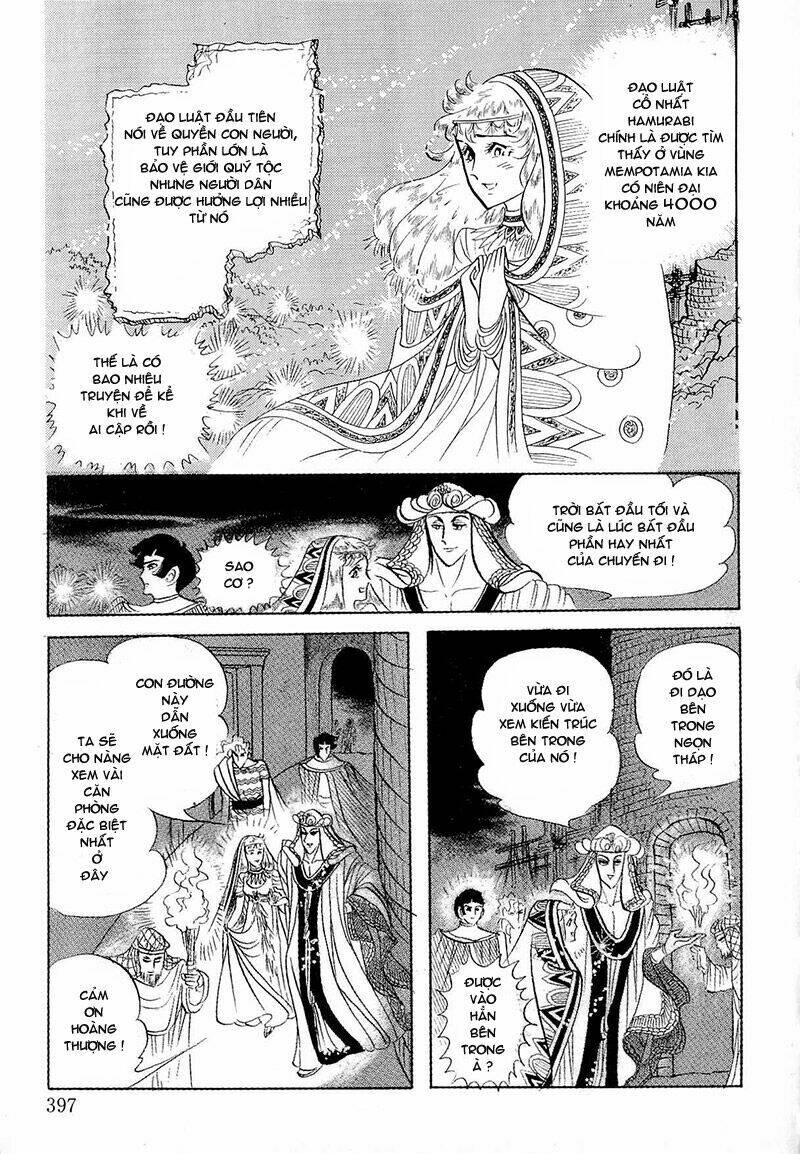 ĐẠO LUẬT
CỔ NHẤT
HAMURABI
CHÍNH LÀ ĐƯỢC TÌM
THẤY Ở VÙNG
MEMPOTAMIA KIA
CÓ NIÊN ĐẠI
KHOẢNG 4000
NĂM
ĐẠO LUẬT ĐẦU TIÊN
NÓI VỀ QUYỀN CON NGƯỜI,
TUY PHẦN LỚN LÀ
BẢO VỆ GIỚI QUÝ TỘC
NHƯNG NGƯỜI DÂN
CŨNG ĐƯỢC HƯỞNG LỢI NHIỀU
TỪ NÓ
THẾ LÀ CÓ
BAO NHIÊU
TRUYỆN ĐỂ KỂ
KHI VỀ
AI CẬP RỒI !
TRỜI BẤT ĐẦU TỐI VÀ
CŨNG LÀ LÚC BẤT ĐẦU
PHẦN HAY NHẤT
CỦA CHUYẾN ĐI !
SAO
CƠ ?
ĐÓ LÀ
ĐI DẠO
BÊN
TRONG
NGỌN
THÁP !
VỪA ĐI
XUỐNG VỪA
XEM KIẾN TRÚC
BÊN TRONG
CỦA NÓ !
ĐƯỢC
VÀO
HẲN
BÊN
TRONG
À ?
CON ĐƯỜNG
NÀY
DẪN
XUỐNG
MẶT ĐẤT !
TA SẼ
CHO NÀNG
XEM VÀI
CĂN
PHÒNG
ĐẶC BIỆT
NHẤT
Ở
ĐÂY
CẢM
ƠN
HOÀNG
THƯỢNG !
397